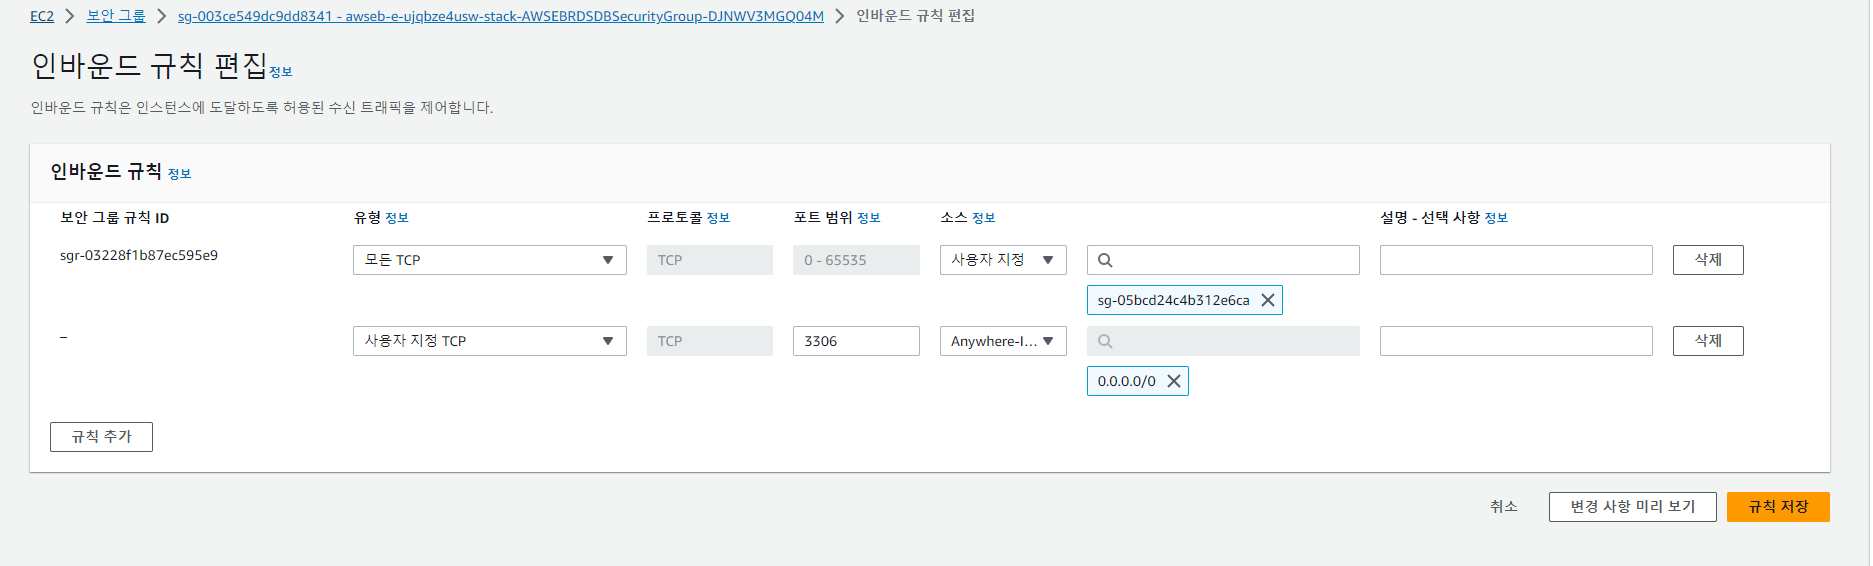 EC2 > 보안 그룹 > sg-003ce549dc9dd8341 - awseb-e-ujqbze4usw-stack-AWSEBRDSDBSecurityGroup-DJNWV3MGQ04M > 인바운드 규칙 편집
인바운드 규칙 편집 정보
인바운드 규칙은 인스턴스에 도달하도록 허용된 수신 트래픽을 제어합니다.
인바운드 규칙 정보
보안 그룹 규칙 ID 유형 정보 프로토콜 정보 포트 범위 정보 소스 정보 설명 - 선택 사항 정보
sgr-03228f1b87ec595e9 모든 TCP TCP 0 - 65535 사용자 지정 삭제
sg-05bcd24c4b312e6ca
– 사용자 지정 TCP TCP 3306 Anywhere-I... 삭제
0.0.0.0/0
규칙 추가
취소 변경 사항 미리 보기 규칙 저장